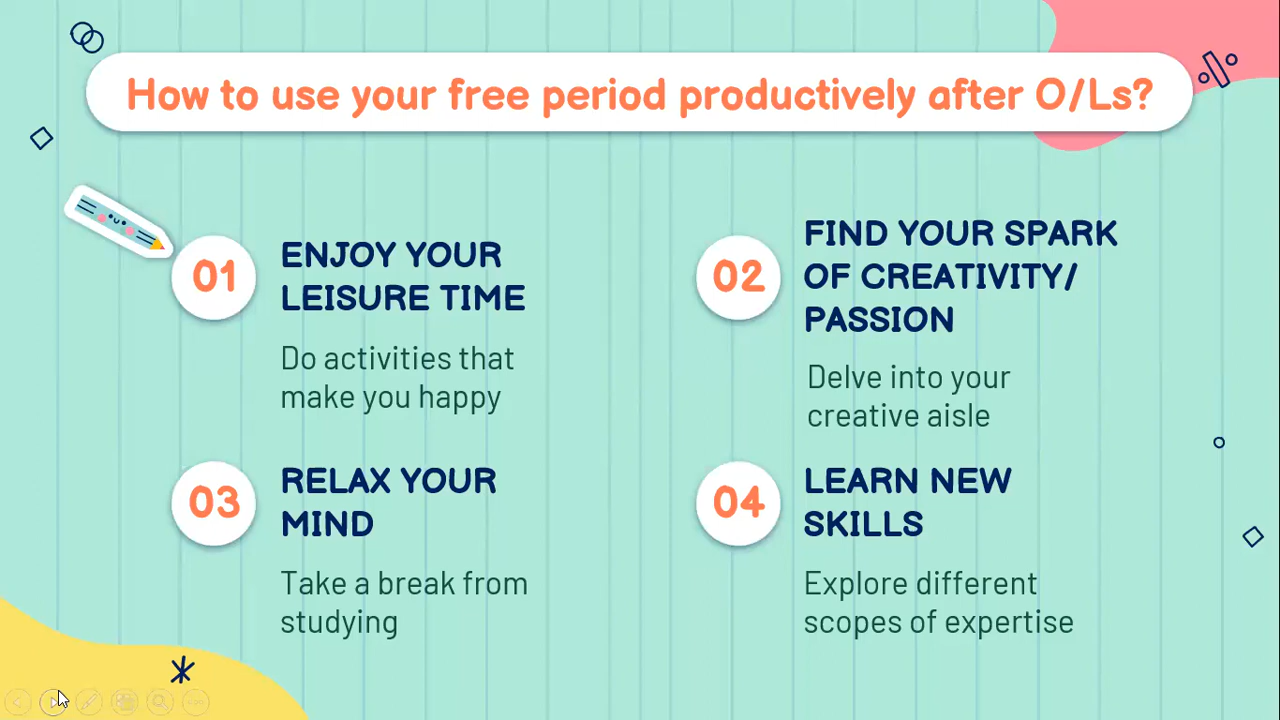 How to use your free period productively after O/Ls?
01
ENJOY YOUR
LEISURE TIME
Do activities that
make you happy
02
FIND YOUR SPARK
OF CREATIVITY/
PASSION
Delve into your
creative aisle
03
RELAX YOUR
MIND
Take a break from
studying
04
LEARN NEW
SKILLS
Explore different
scopes of expertise